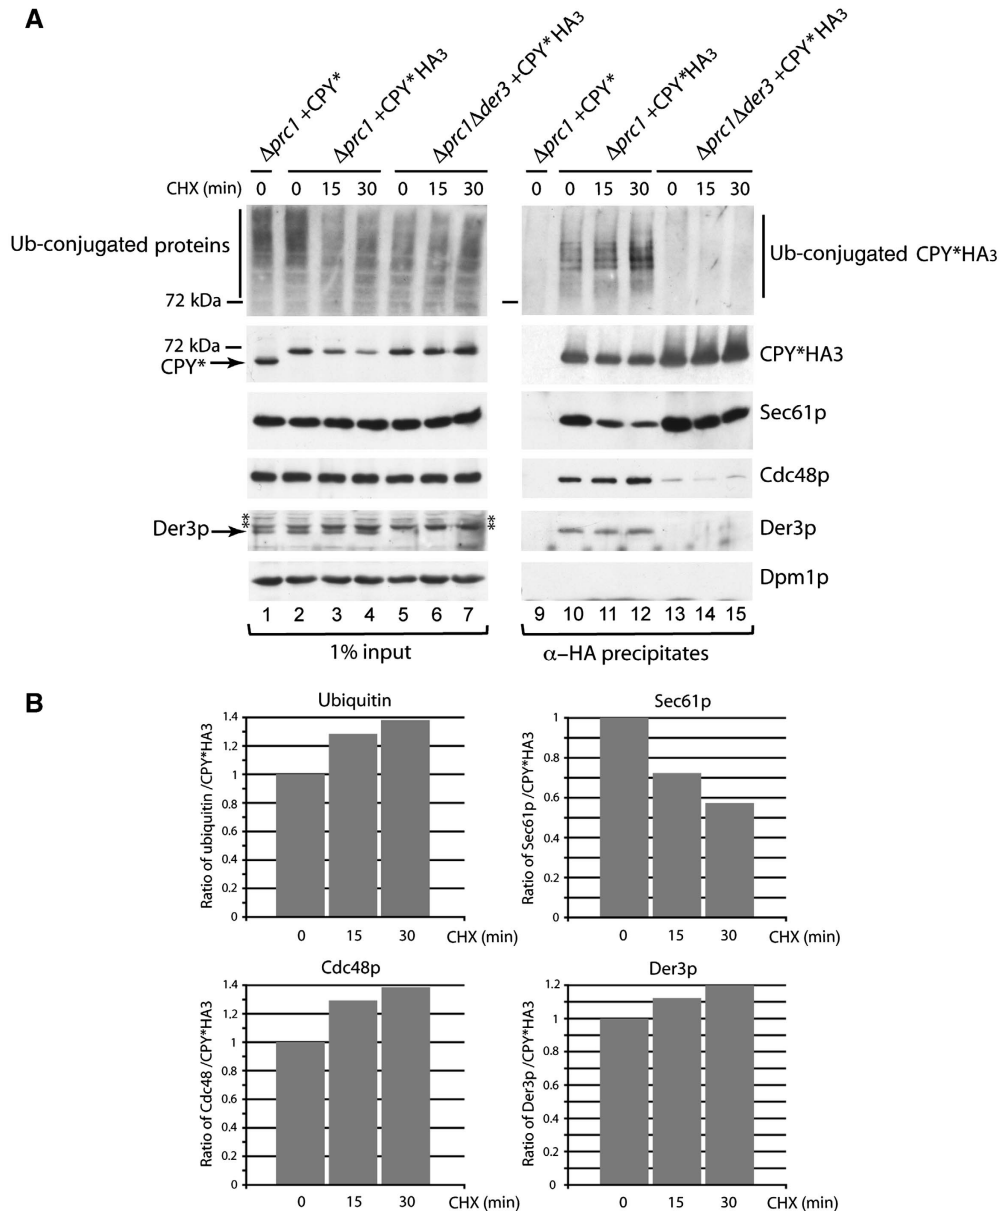 A
Δprc1 +CPY*
Δprc1 +CPY* HA3
Δprc1Δder3 +CPY* HA3
Δprc1 +CPY*
Δprc1 +CPY*HA3
Δprc1Δder3 +CPY* HA3
CHX (min) 0 0 15 30 0 15 30 0 0 15 30 0 15 30
Ub-conjugated proteins
Ub-conjugated CPY*HA3
72 kDa
72 kDa
CPY*
CPY*HA3
Sec61p
Cdc48p
**
**
Der3p
Der3p
Dpm1p
1 2 3 4 5 6 7 9 10 11 12 13 14 15
1% input
α-HA precipitates
B
Ubiquitin
Ratio of ubiquitin /CPY*HA3
1.4
1.2
1
0.8
0.6
0.4
0.2
0
0 15 30 CHX (min)
Sec61p
Ratio of Sec61p /CPY*HA3
1
0.8
0.6
0.4
0.2
0
0 15 30 CHX (min)
Cdc48p
Ratio of Cdc48 /CPY*HA3
1.4
1.2
1
0.8
0.6
0.4
0.2
0
0 15 30 CHX (min)
Der3p
Ratio of Der3p /CPY*HA3
1.2
1
0.8
0.6
0.4
0.2
0
0 15 30 CHX (min)